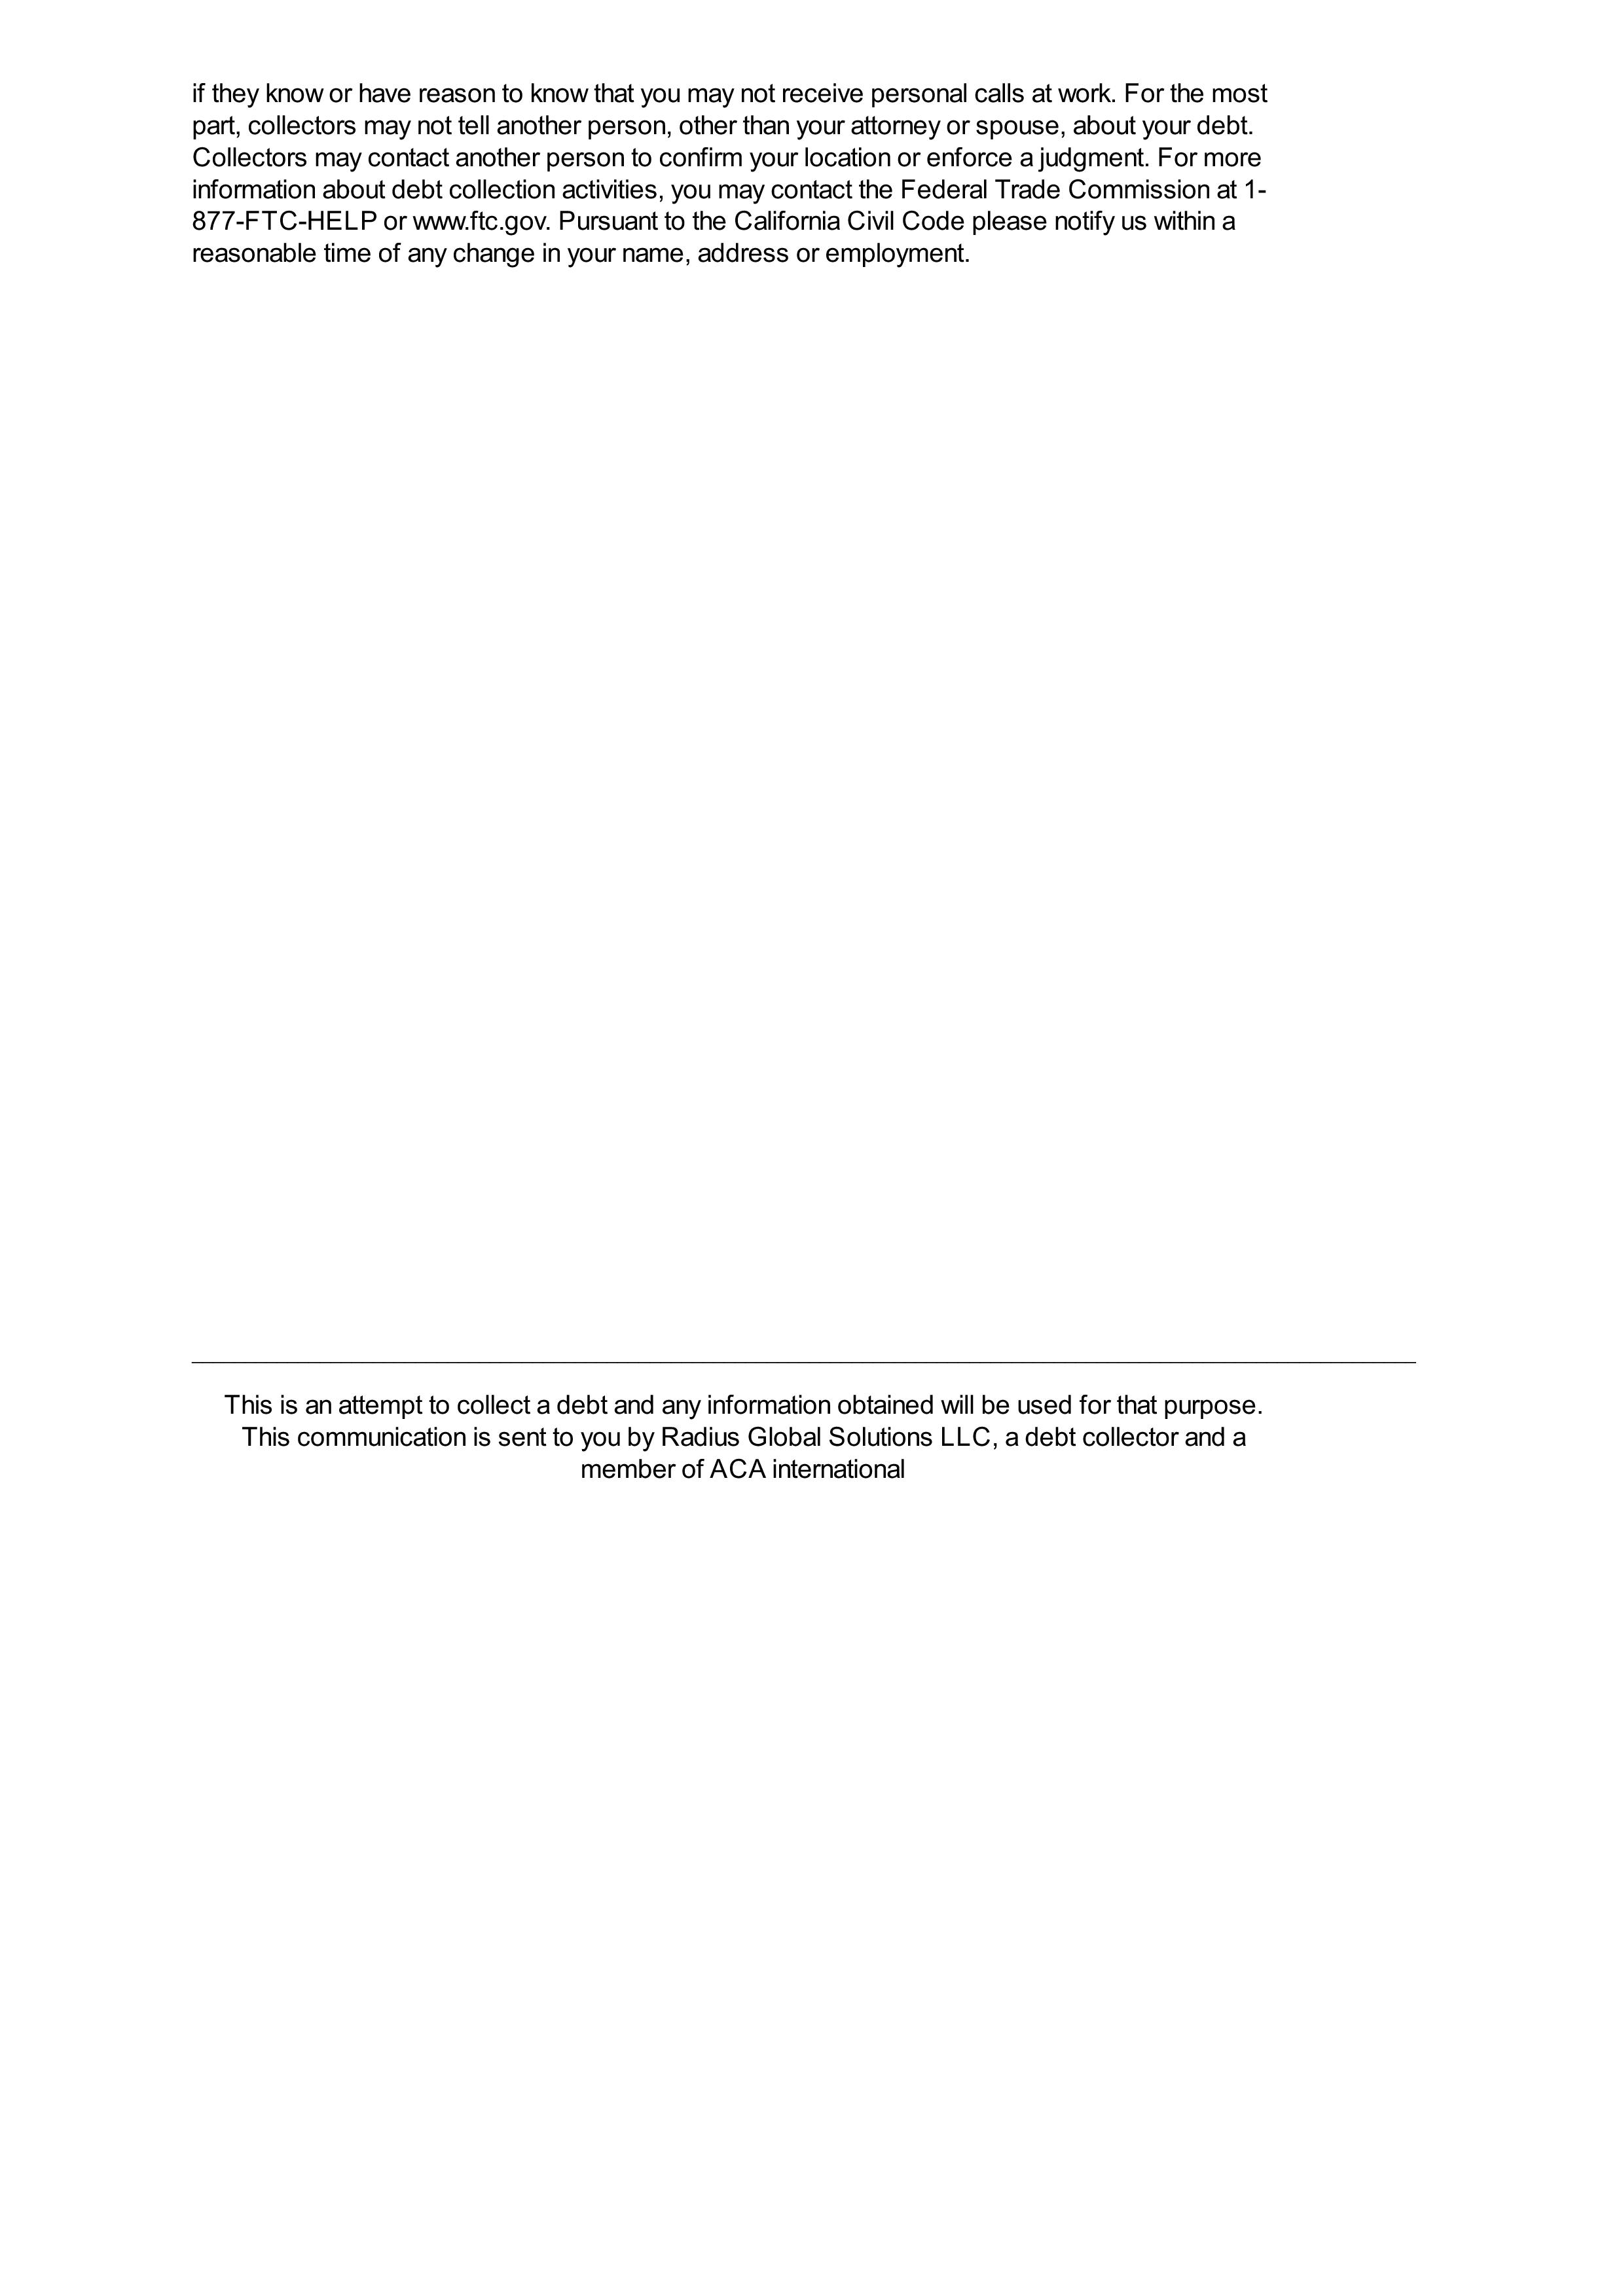 if they know or have reason to know that you may not receive personal calls at work. For the most
part, collectors may not tell another person, other than your attorney or spouse, about your debt.
Collectors may contact another person to confirm your location or enforce a judgment. For more
information about debt collection activities, you may contact the Federal Trade Commission at 1-
877-FTC-HELP or www.ftc.gov. Pursuant to the California Civil Code please notify us within a
reasonable time of any change in your name, address or employment.
This is an attempt to collect a debt and any information obtained will be used for that purpose.
This communication is sent to you by Radius Global Solutions LLC, a debt collector and a
member of ACA international